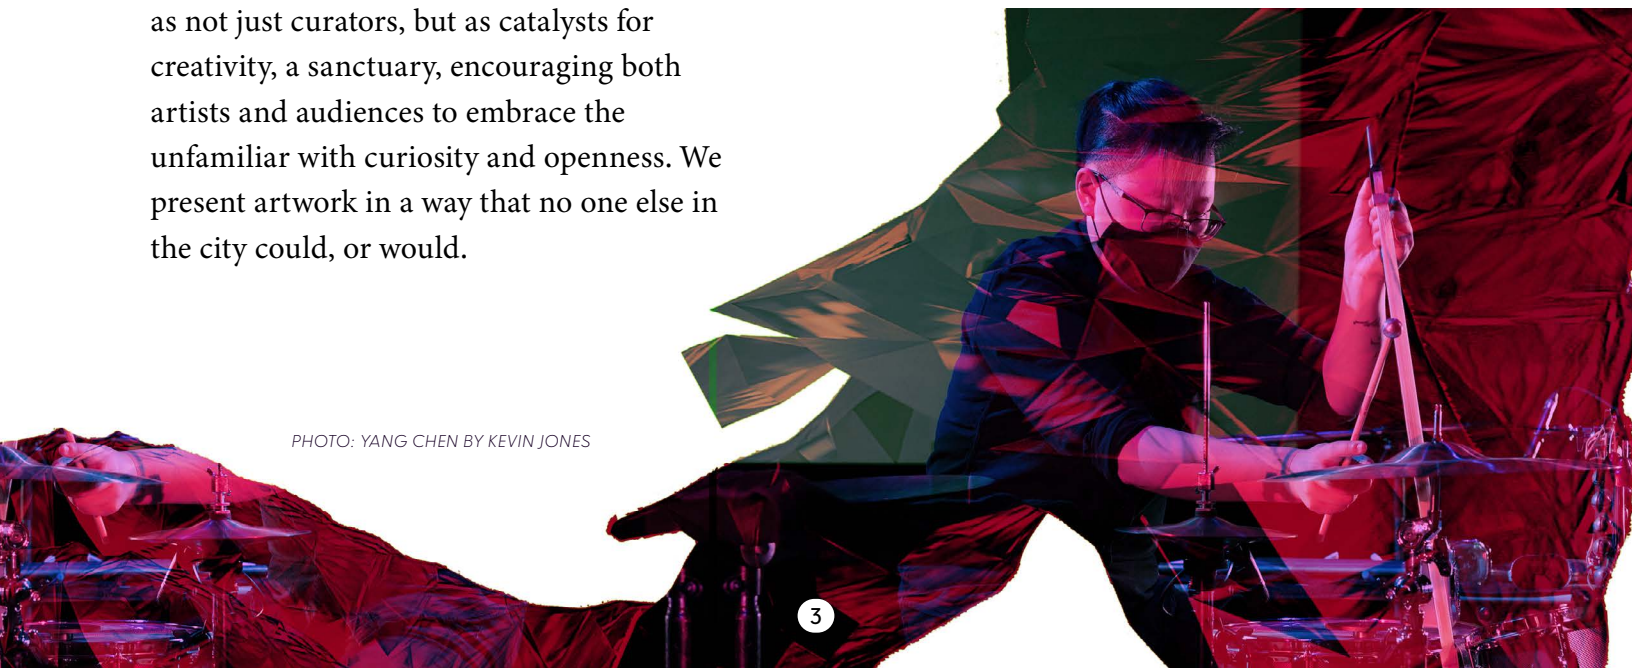 as not just curators, but as catalysts for
creativity, a sanctuary, encouraging both
artists and audiences to embrace the
unfamiliar with curiosity and openness. We
present artwork in a way that no one else in
the city could, or would.
PHOTO: YANG CHEN BY KEVIN JONES
3